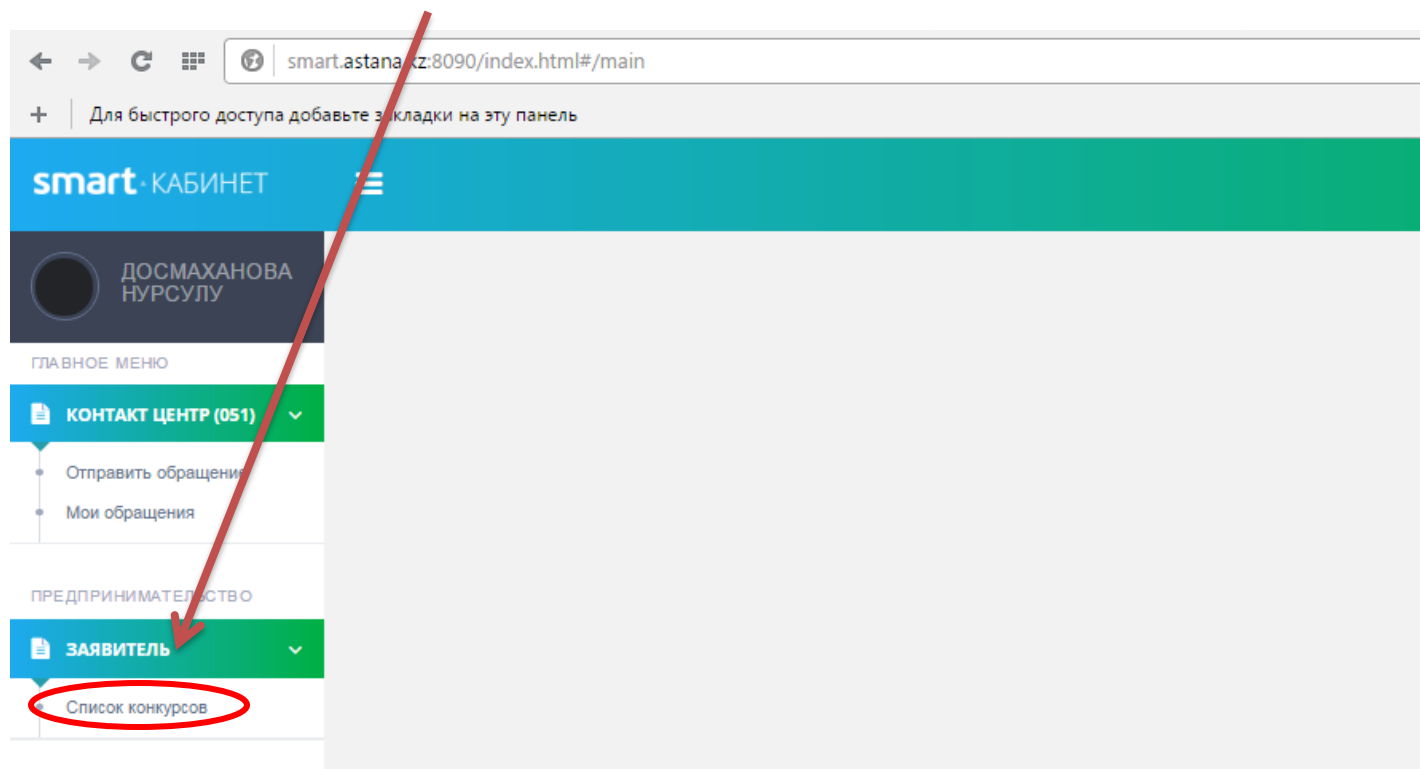 smart.astana.kz:8090/index.html#/main
+ Для быстрого доступа добавьте закладки на эту панель
smart·КАБИНЕТ
ДОСМАХАНОВА
НУРСУЛУ
ГЛАВНОЕ МЕНЮ
КОНТАКТ ЦЕНТР (051)
Отправить обращение
Мои обращения
ПРЕДПРИНИМАТЕЛЬСТВО
ЗАЯВИТЕЛЬ
Список конкурсов